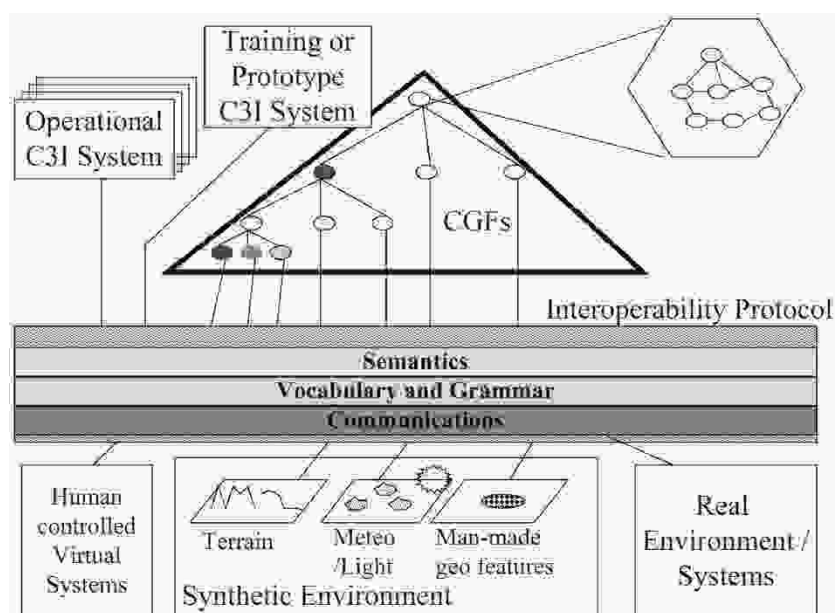 Training or
Prototype
C3I System
Operational
C3I System
CGFs
Interoperability Protocol
Semantics
Vocabulary and Grammar
Communications
Human
controlled
Virtual
Systems
Terrain
Meteo
/Light
Man-made
geo features
Synthetic Environment
Real
Environment /
Systems